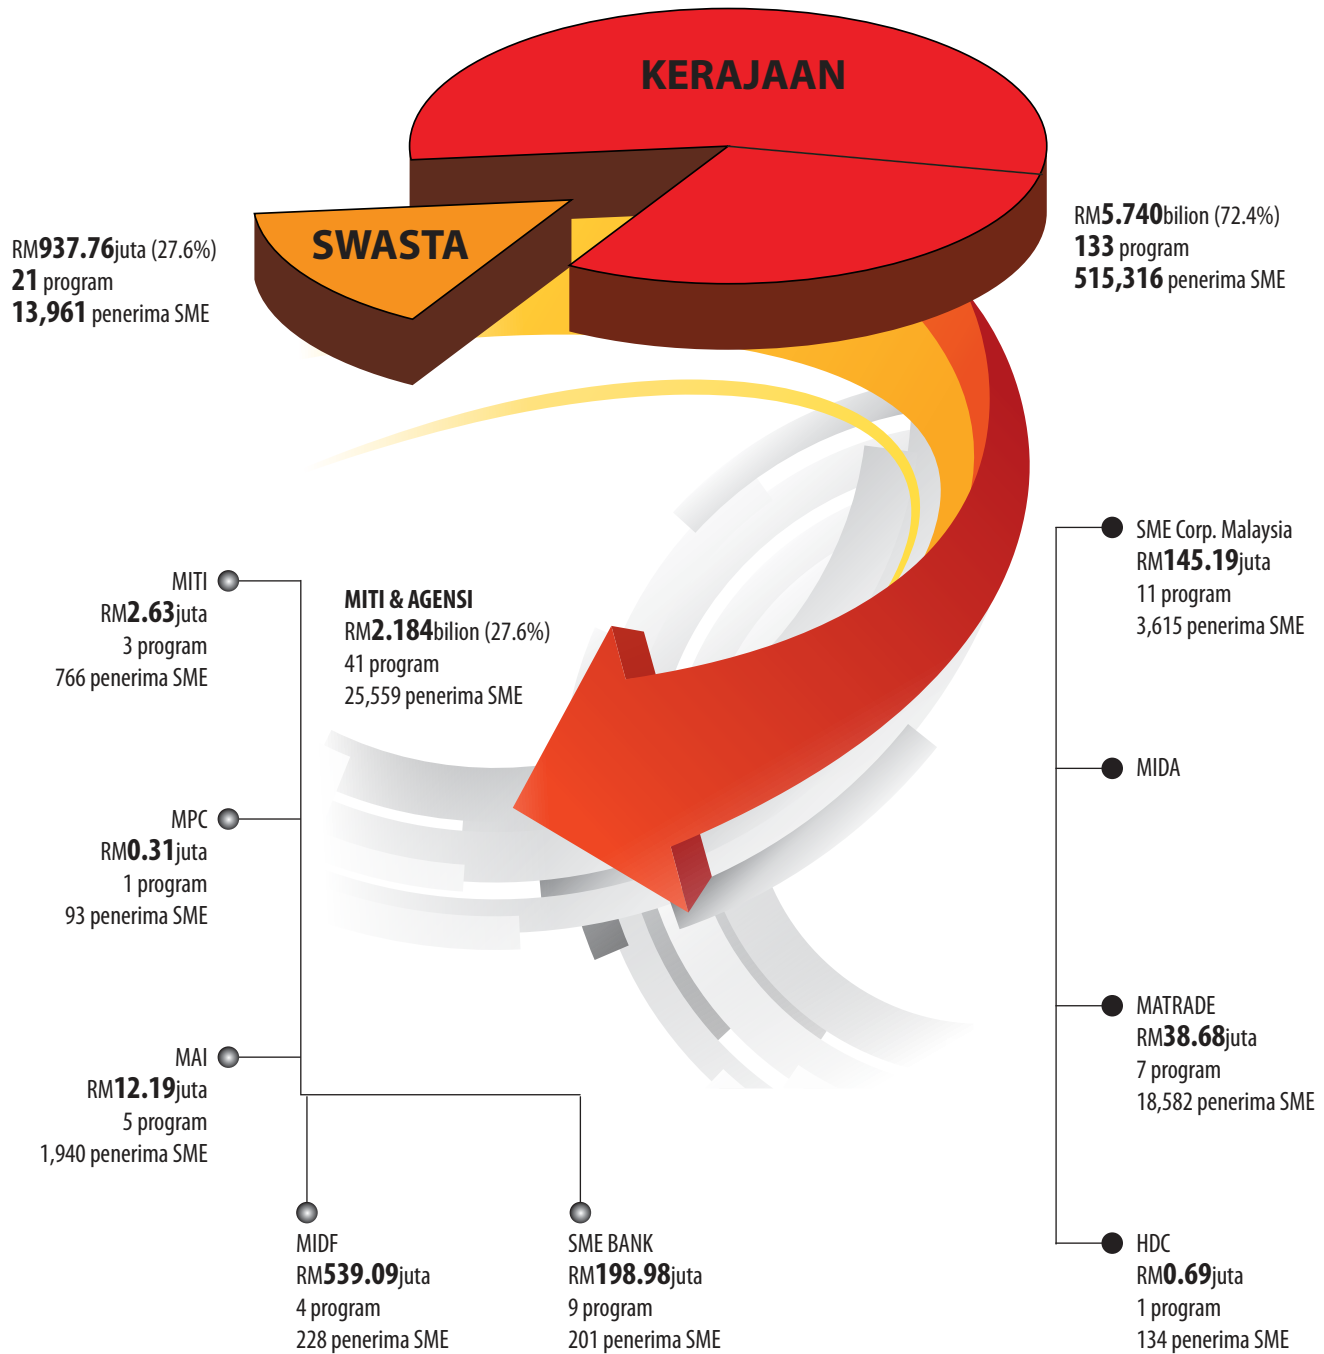 KERAJAAN
SWASTA
RM937.76juta (27.6%)
21 program
13,961 penerima SME
RM5.740bilion (72.4%)
133 program
515,316 penerima SME
MITI & AGENSI
RM2.184bilion (27.6%)
41 program
25,559 penerima SME
MITI
RM2.63juta
3 program
766 penerima SME
MPC
RM0.31juta
1 program
93 penerima SME
MAI
RM12.19juta
5 program
1,940 penerima SME
MIDF
RM539.09juta
4 program
228 penerima SME
SME BANK
RM198.98juta
9 program
201 penerima SME
SME Corp. Malaysia
RM145.19juta
11 program
3,615 penerima SME
MIDA
MATRADE
RM38.68juta
7 program
18,582 penerima SME
HDC
RM0.69juta
1 program
134 penerima SME